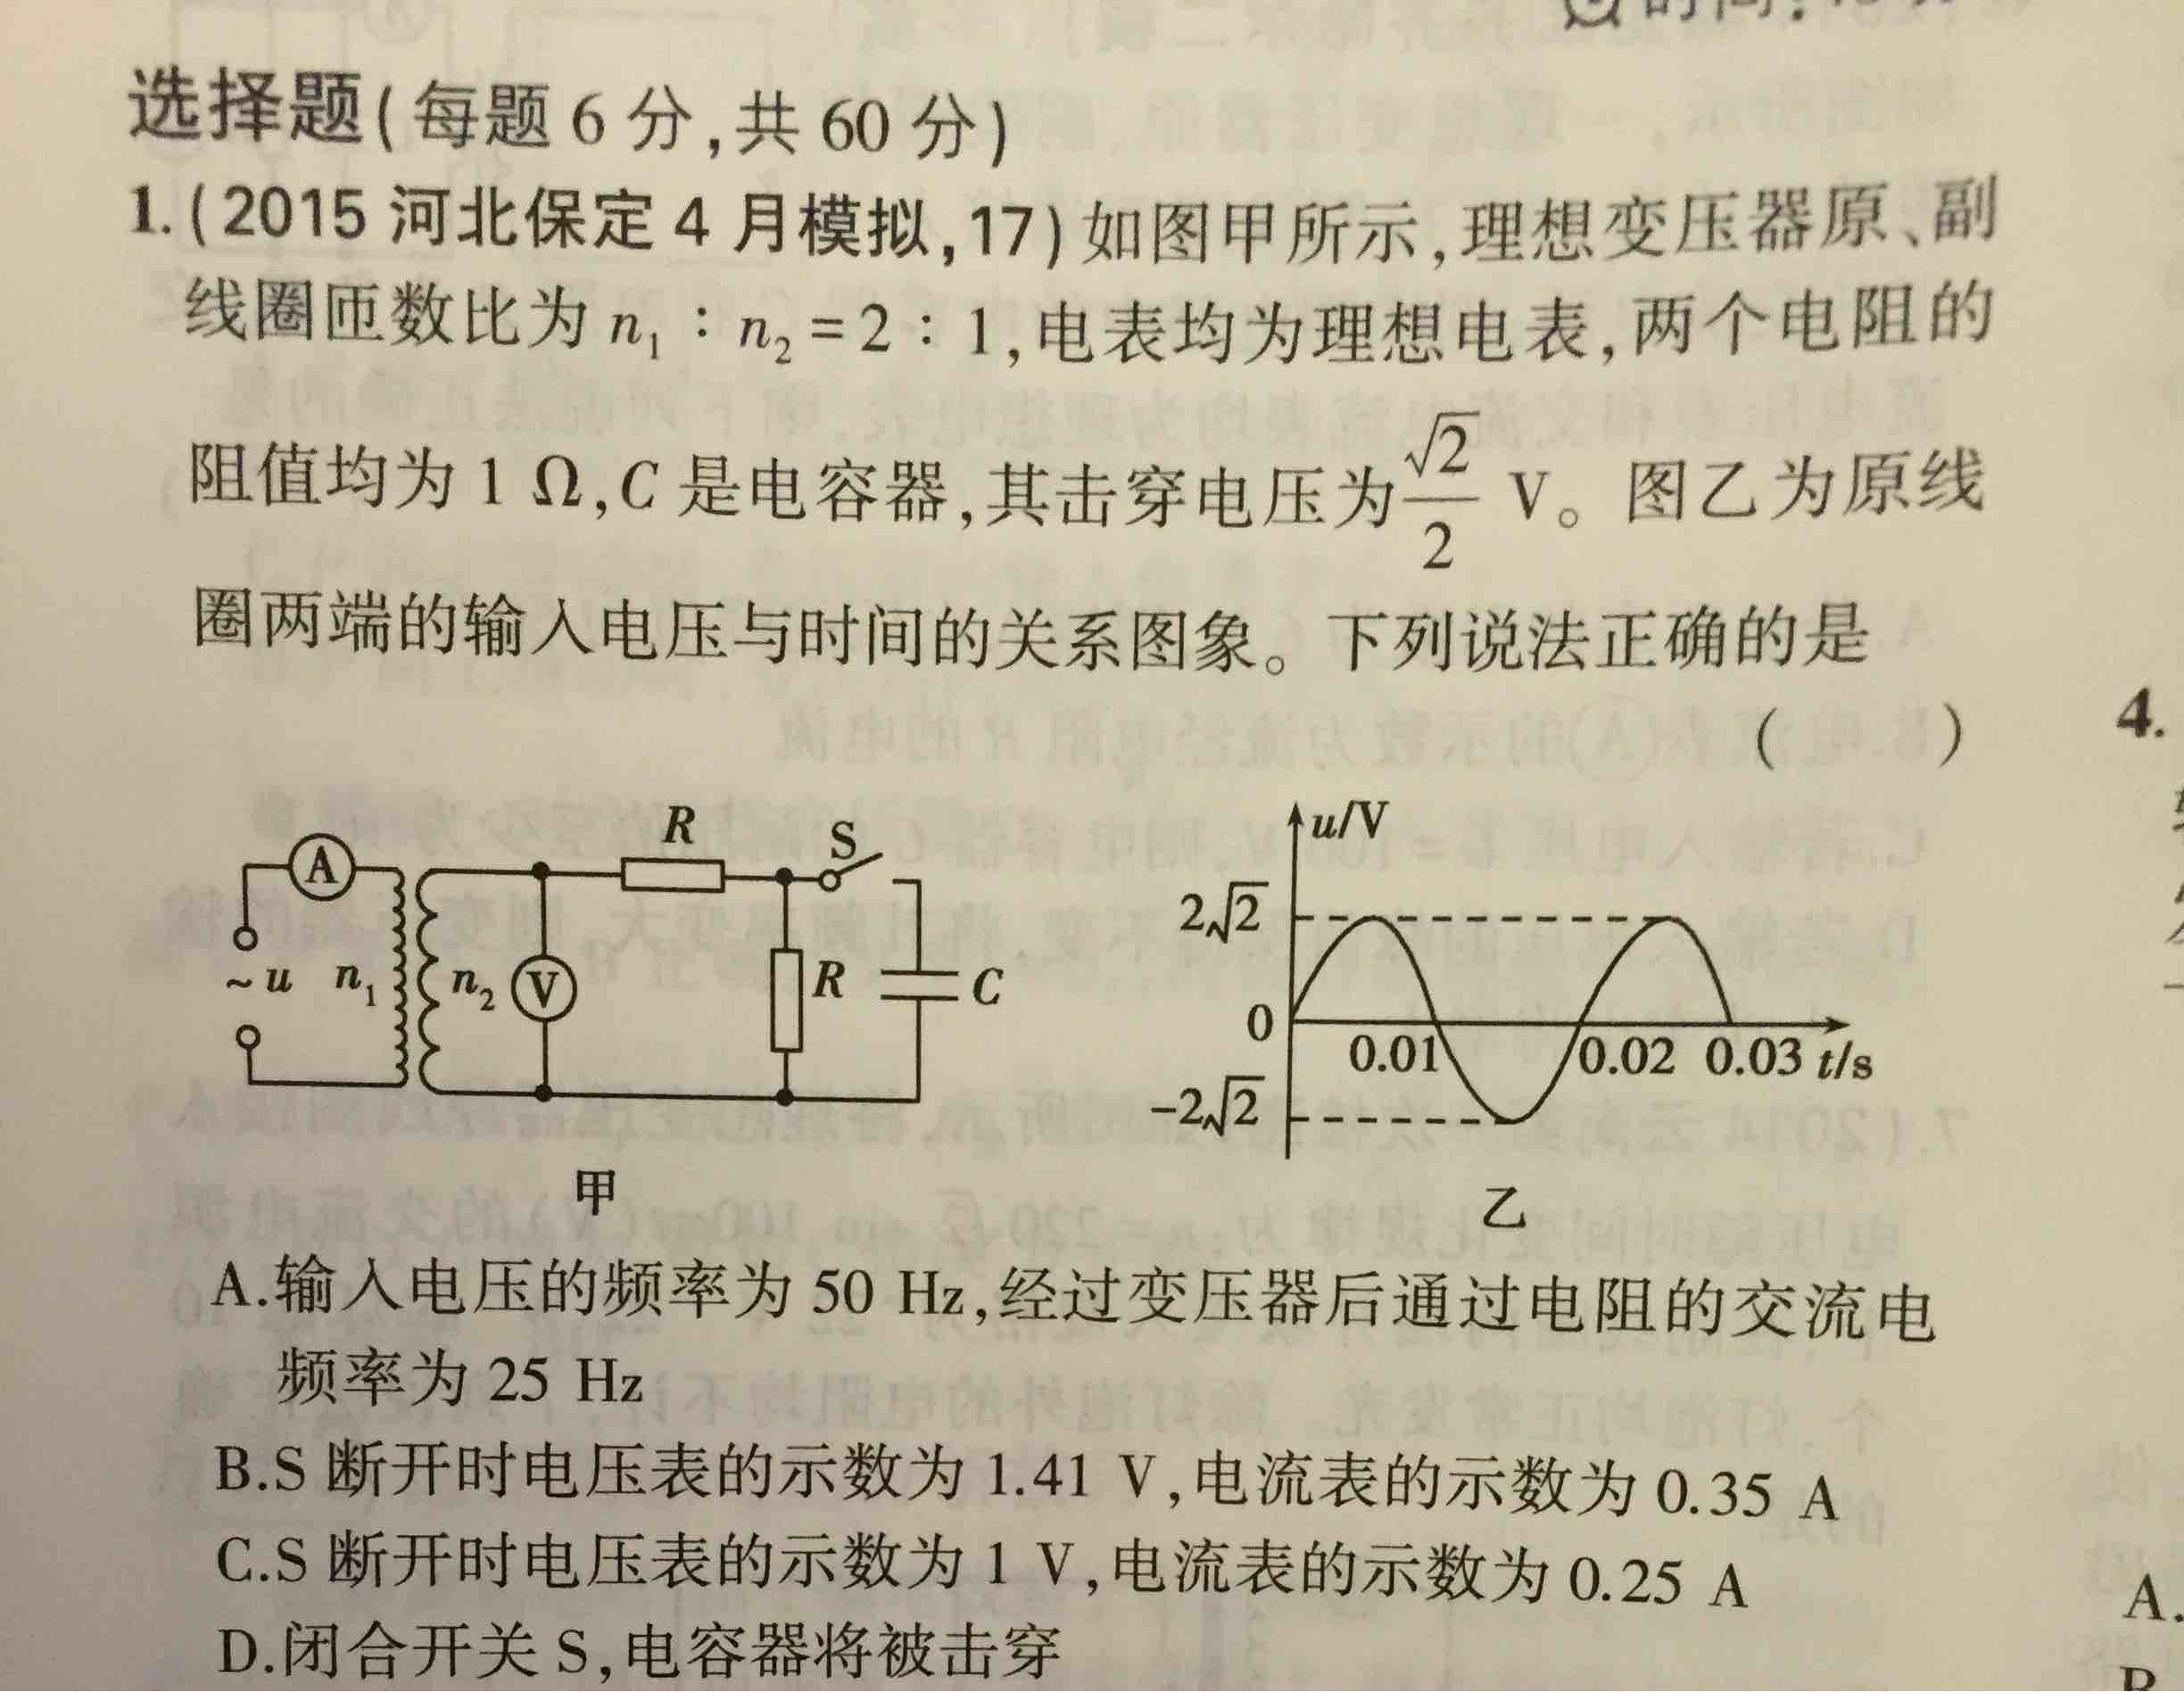 选择题(每题 6 分,共 60 分)
1.(2015 河北保定 4 月模拟,17)如图甲所示,理想变压器原、副
线圈匝数比为 n₁ : n₂ = 2 : 1,电表均为理想电表,两个电阻的
阻值均为 1 Ω,C 是电容器,其击穿电压为 √2/2 V。图乙为原线
圈两端的输入电压与时间的关系图象。下列说法正确的是
( )
A
~u
n₁
n₂
V
R
S
R
C
甲
u/V
2√2
0
0.01
0.02
0.03
t/s
-2√2
乙
A.输入电压的频率为 50 Hz,经过变压器后通过电阻的交流电
频率为 25 Hz
B.S 断开时电压表的示数为 1.41 V,电流表的示数为 0.35 A
C.S 断开时电压表的示数为 1 V,电流表的示数为 0.25 A
D.闭合开关 S,电容器将被击穿
4.
A.